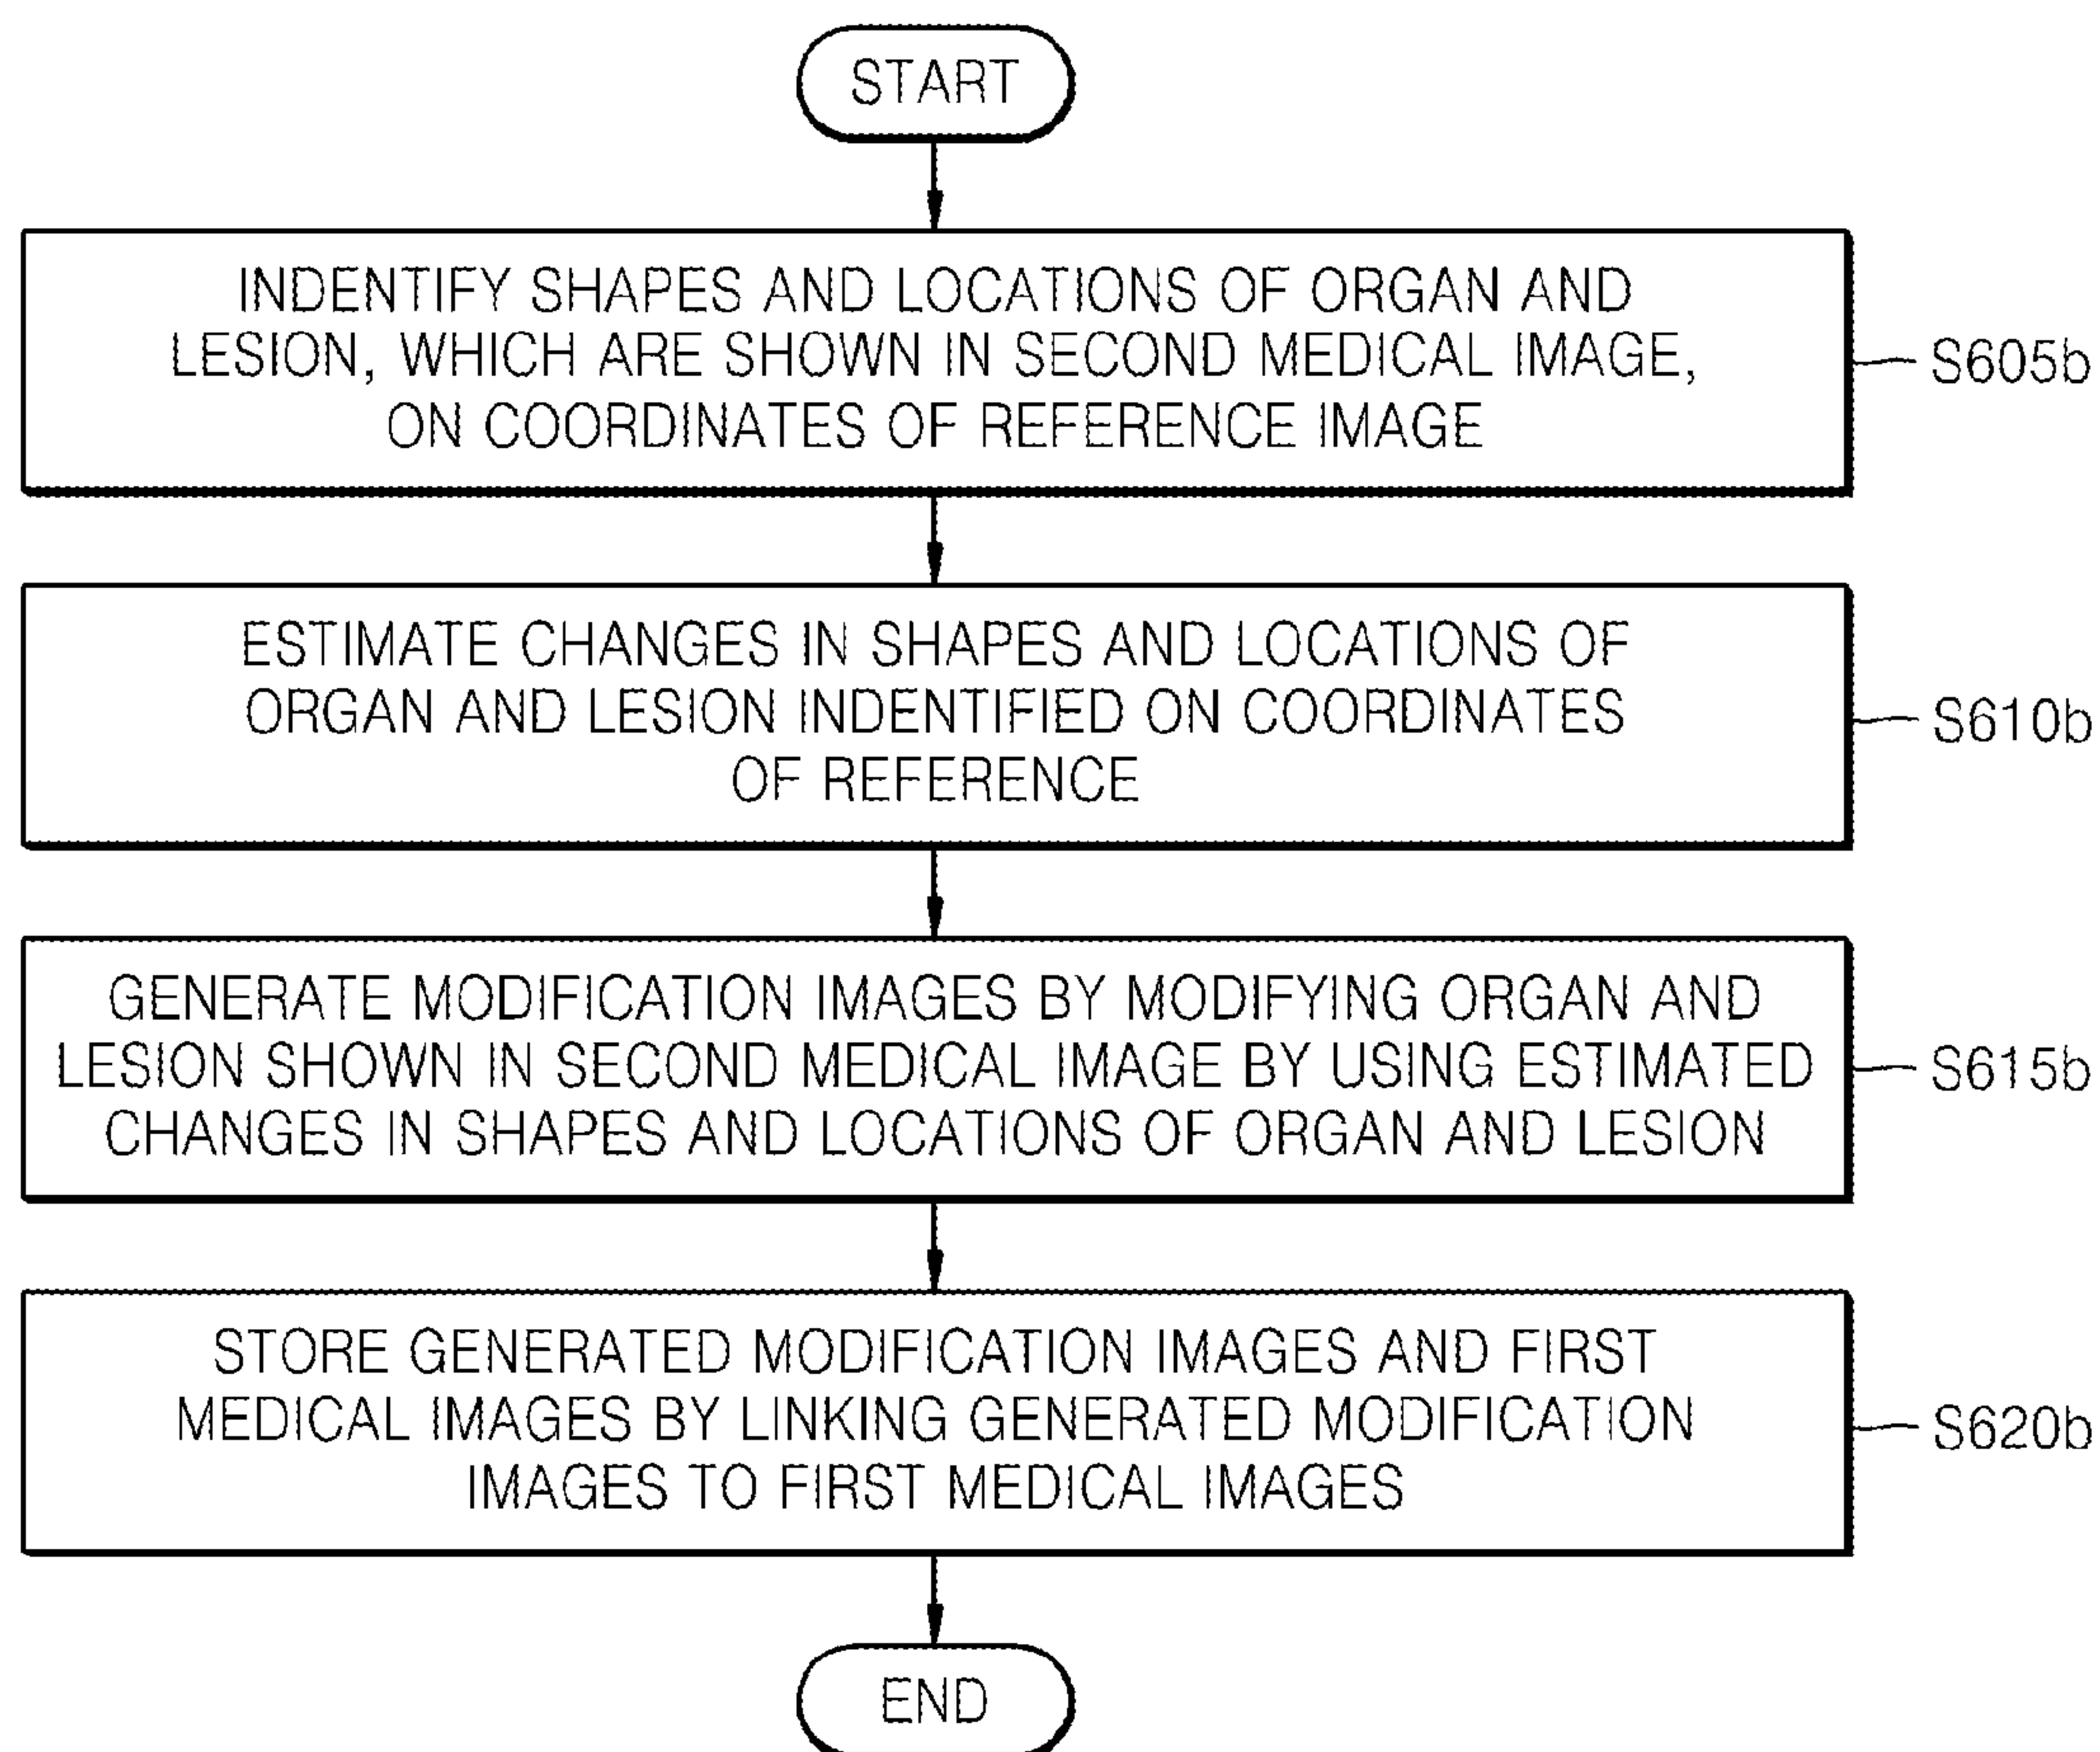 START
INDENTIFY SHAPES AND LOCATIONS OF ORGAN AND
LESION, WHICH ARE SHOWN IN SECOND MEDICAL IMAGE,
ON COORDINATES OF REFERENCE IMAGE
S605b
ESTIMATE CHANGES IN SHAPES AND LOCATIONS OF
ORGAN AND LESION INDENTIFIED ON COORDINATES
OF REFERENCE
S610b
GENERATE MODIFICATION IMAGES BY MODIFYING ORGAN AND
LESION SHOWN IN SECOND MEDICAL IMAGE BY USING ESTIMATED
CHANGES IN SHAPES AND LOCATIONS OF ORGAN AND LESION
S615b
STORE GENERATED MODIFICATION IMAGES AND FIRST
MEDICAL IMAGES BY LINKING GENERATED MODIFICATION
IMAGES TO FIRST MEDICAL IMAGES
S620b
END